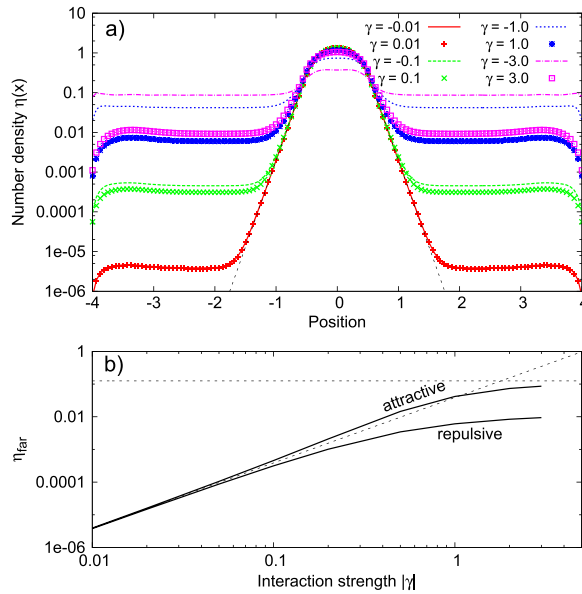 a)
γ = -0.01
γ = -1.0
γ = 0.01
γ = 1.0
γ = -0.1
γ = -3.0
γ = 0.1
γ = 3.0
Number density η(x)
10
1
0.1
0.01
0.001
0.0001
1e-05
1e-06
-4
-3
-2
-1
0
1
2
3
4
Position
b)
attractive
repulsive
ηfar
1
0.01
0.0001
1e-06
0.01
0.1
1
Interaction strength |γ|